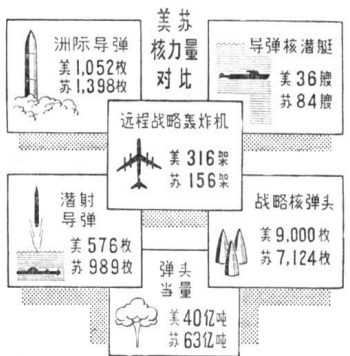 美苏
核力量
对比
洲际导弹
美1,052枚
苏1,398枚
导弹核潜艇
美36艘
苏84艘
远程战略轰炸机
美316架
苏156架
潜射
导弹
美576枚
苏989枚
战略核弹头
美9,000枚
苏7,124枚
弹头
当量
美40亿吨
苏63亿吨